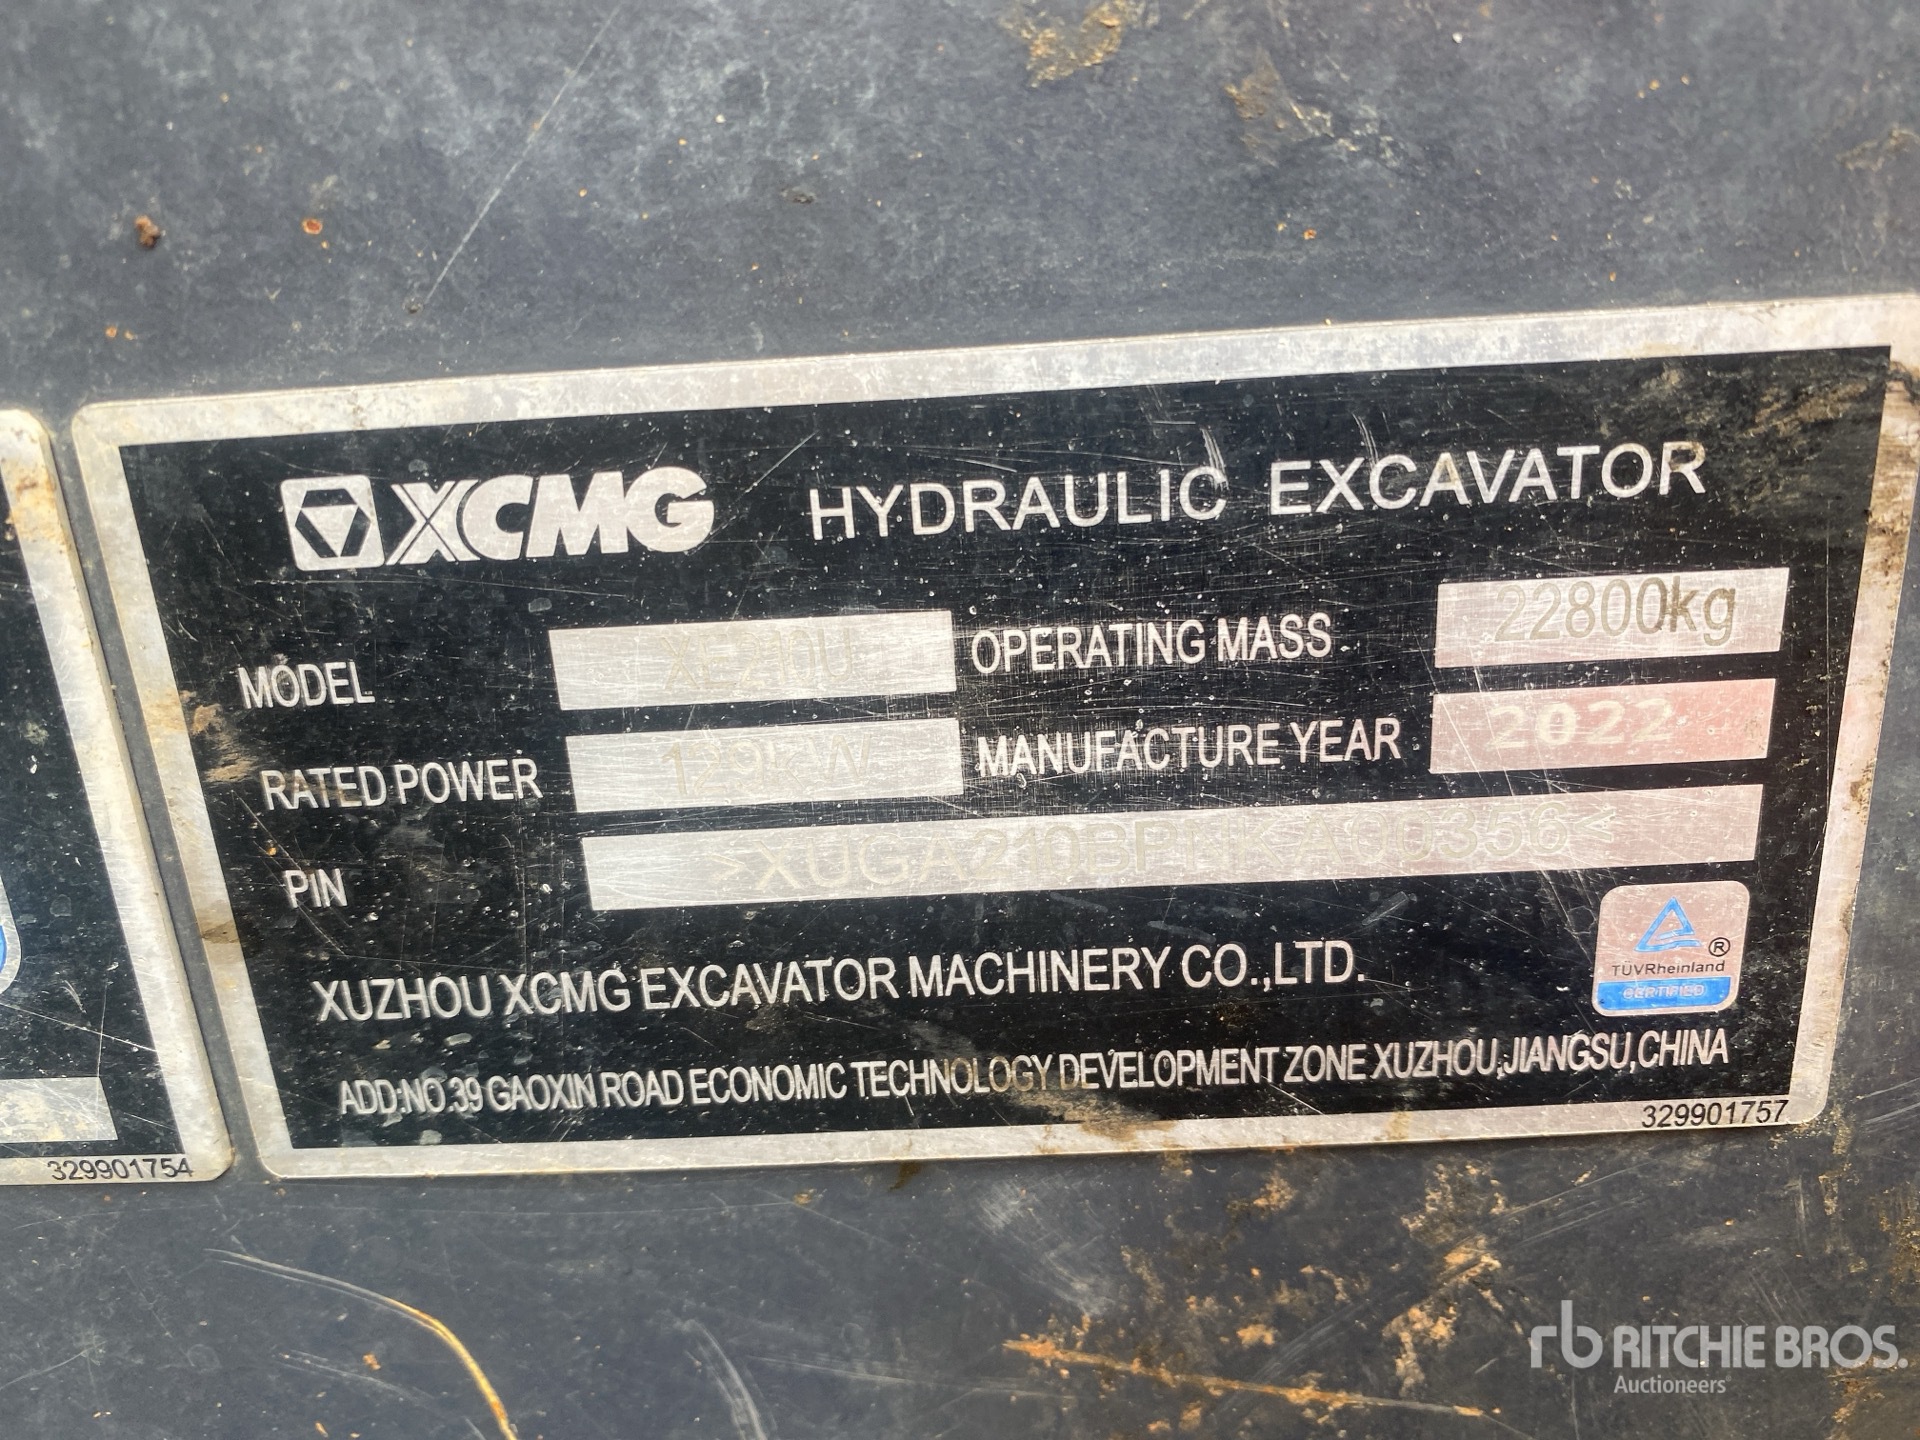 XCMG HYDRAULIC EXCAVATOR
MODEL XE210U OPERATING MASS 22800kg
RATED POWER MANUFACTURE YEAR 2022
PIN
XUZHOU XCMG EXCAVATOR MACHINERY CO.,LTD.
TÜVRheinland ®
CERTIFIED
ADD:NO.39 GAOXIN ROAD ECONOMIC TECHNOLOGY DEVELOPMENT ZONE XUZHOU,JIANGSU,CHINA
329901757
329901754
rb RITCHIE BROS.
Auctioneers